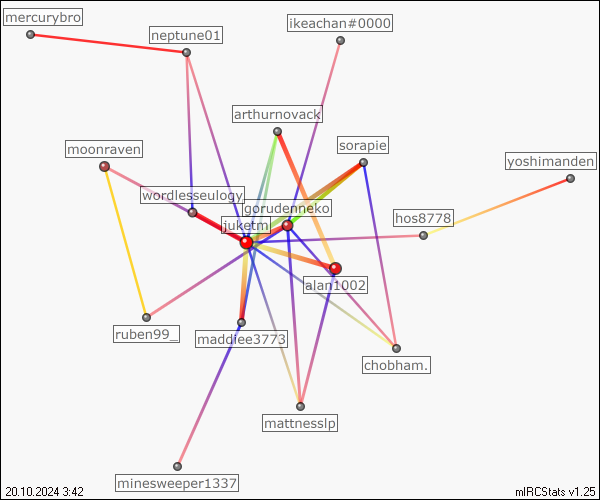 mercurybro
ikeachan#0000
neptune01
arthurnovack
sorapie
moonraven
yoshimanden
wordlesseulogy
gorudenneko
hos8778
juketm
alan1002
ruben99_
maddiee3773
chobham.
mattnesslp
minesweeper1337
20.10.2024 3:42
mIRCStats v1.25